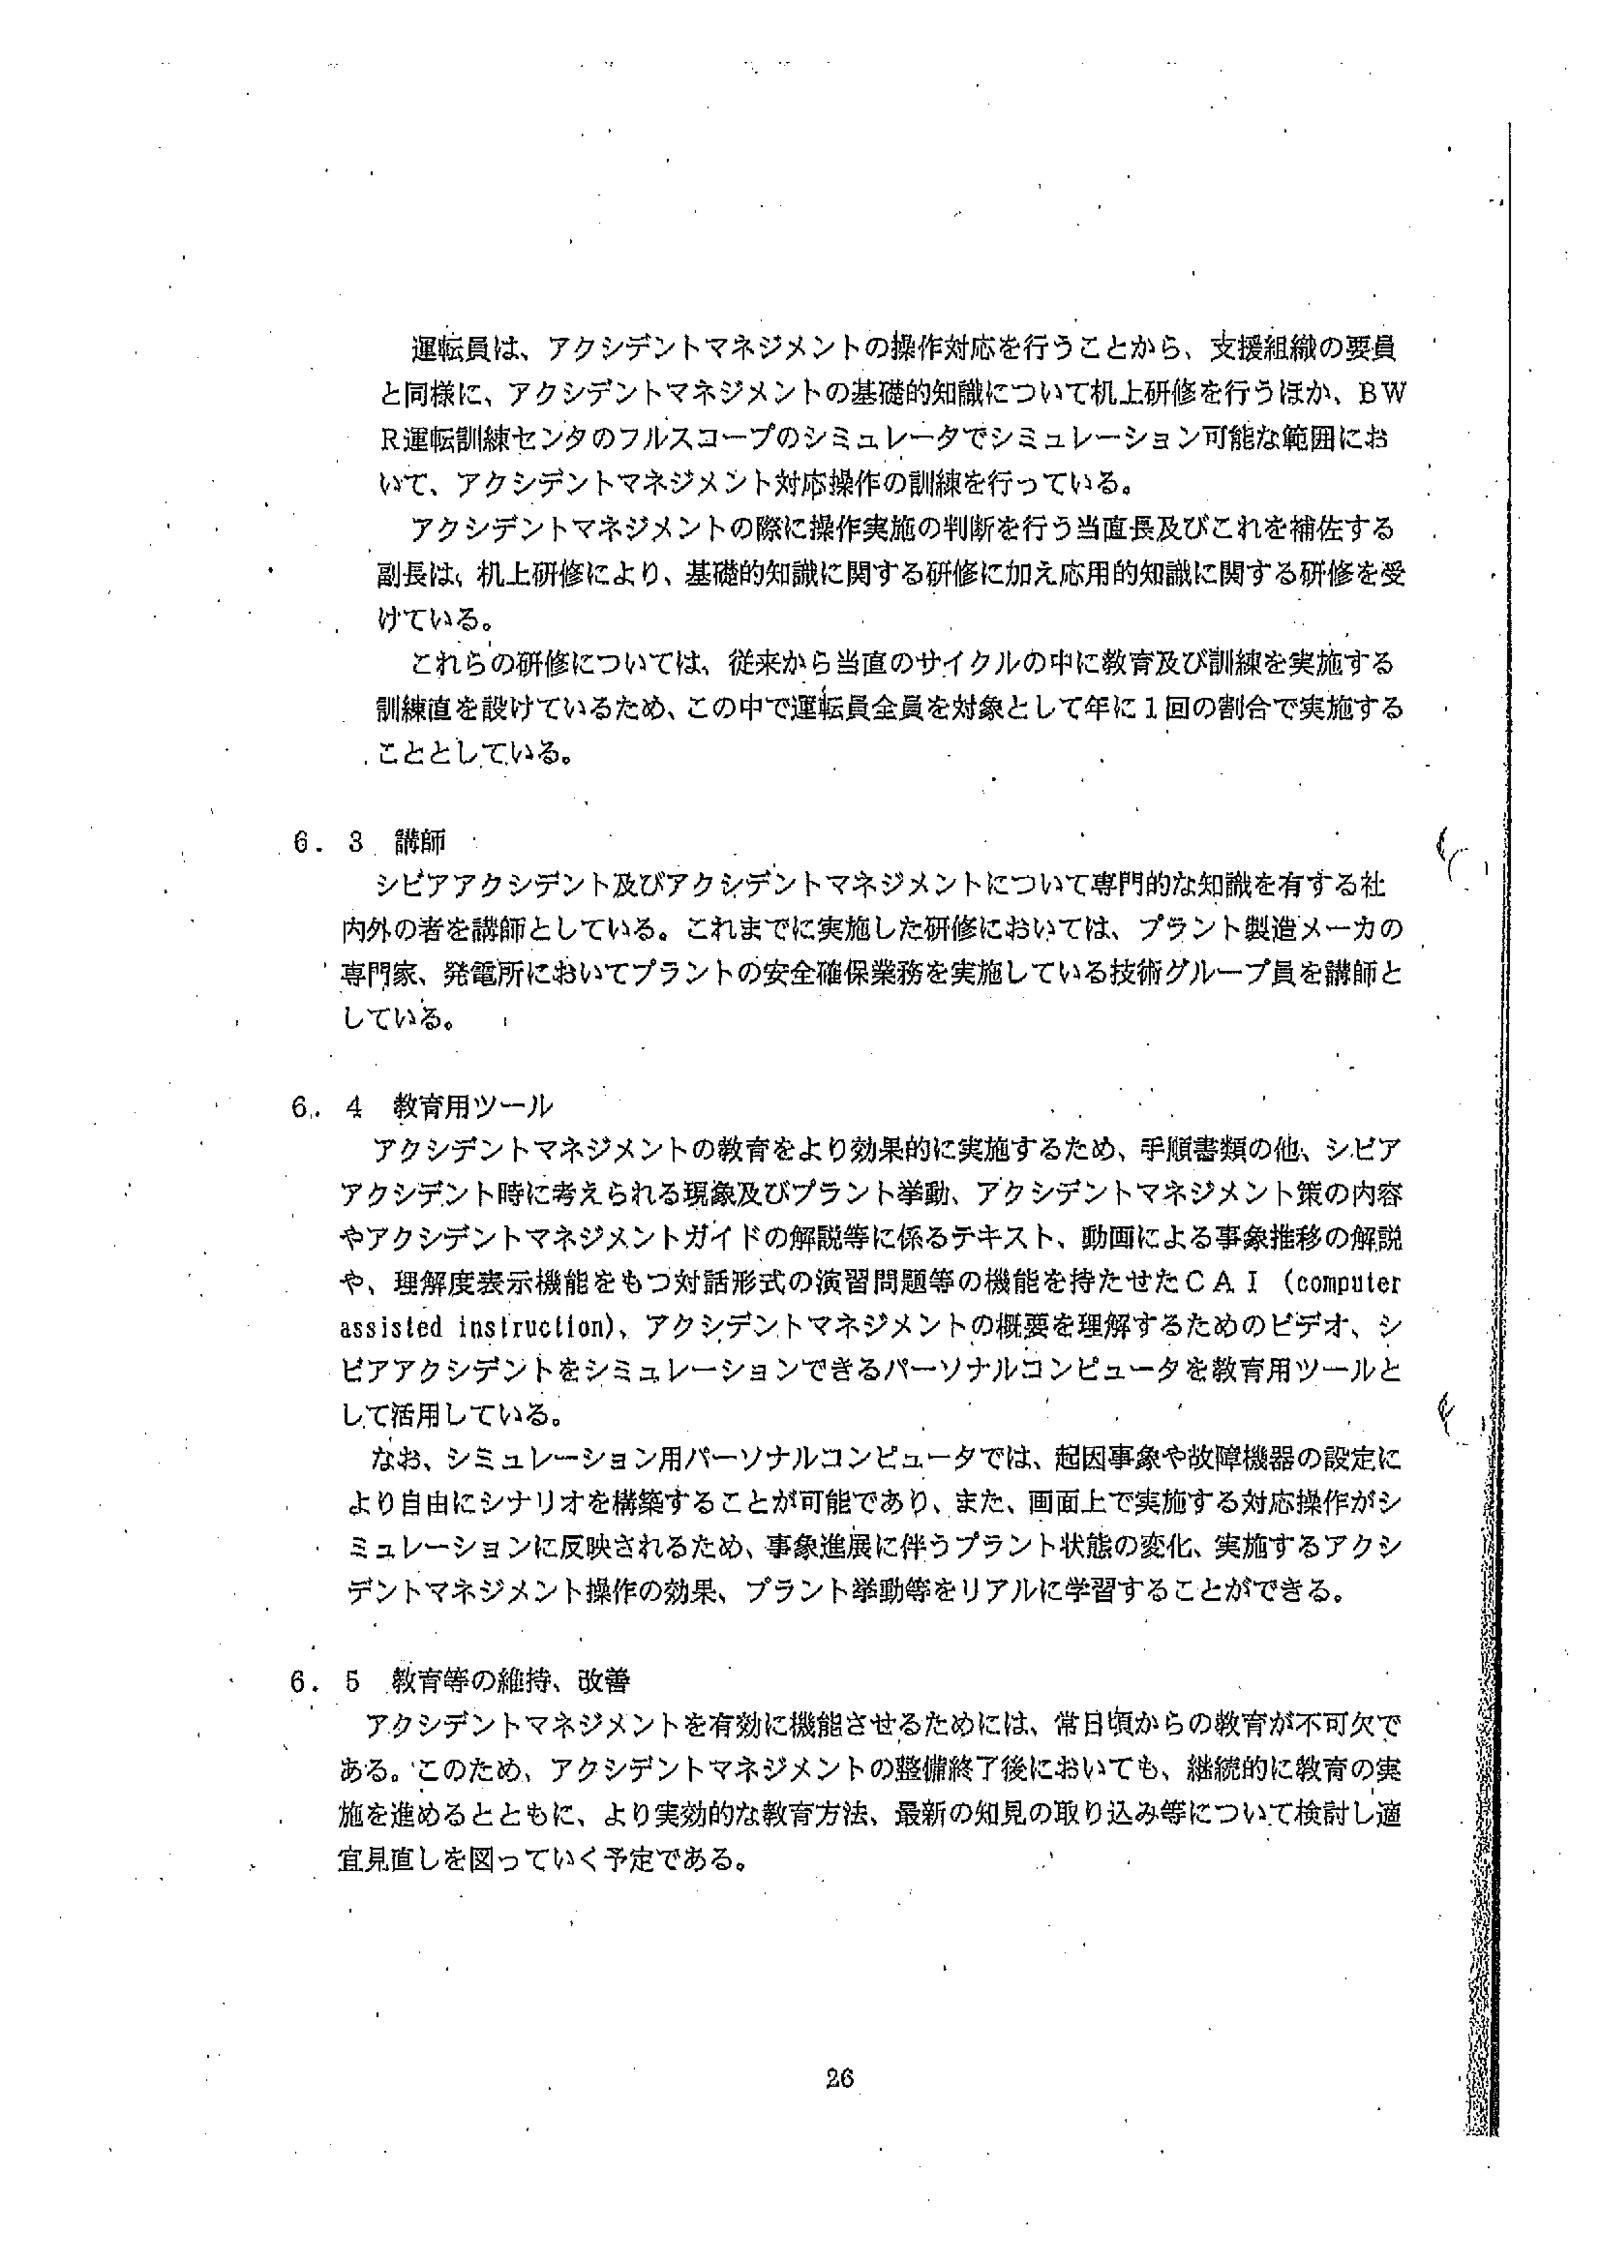 運転員は、アクシデントマネジメントの操作対応を行うことから、支援組織の要員
と同様に、アクシデントマネジメントの基礎的知識について机上研修を行うほか、ＢＷ
Ｒ運転訓練センタのフルスコープのシミュレータでシミュレーション可能な範囲にお
いて、アクシデントマネジメント対応操作の訓練を行っている。
アクシデントマネジメントの際に操作実施の判断を行う当直長及びこれを補佐する
副長は、机上研修により、基礎的知識に関する研修に加え応用的知識に関する研修を受
けている。
これらの研修については、従来から当直のサイクルの中に教育及び訓練を実施する
訓練直を設けているため、この中で運転員全員を対象として年に１回の割合で実施する
こととしている。
６．３　講師
シビアアクシデント及びアクシデントマネジメントについて専門的な知識を有する社
内外の者を講師としている。これまでに実施した研修においては、プラント製造メーカの
専門家、発電所においてプラントの安全確保業務を実施している技術グループ員を講師と
している。
６．４　教育用ツール
アクシデントマネジメントの教育をより効果的に実施するため、手順書類の他、シビア
アクシデント時に考えられる現象及びプラント挙動、アクシデントマネジメント策の内容
やアクシデントマネジメントガイドの解説等に係るテキスト、動画による事象推移の解説
や、理解度表示機能をもつ対話形式の演習問題等の機能を持たせたＣＡＩ（computer
assisted instruction)、アクシデントマネジメントの概要を理解するためのビデオ、シ
ビアアクシデントをシミュレーションできるパーソナルコンピュータを教育用ツールと
して活用している。
なお、シミュレーション用パーソナルコンピュータでは、起因事象や故障機器の設定に
より自由にシナリオを構築することが可能であり、また、画面上で実施する対応操作がシ
ミュレーションに反映されるため、事象進展に伴うプラント状態の変化、実施するアクシ
デントマネジメント操作の効果、プラント挙動等をリアルに学習することができる。
６．５　教育等の維持、改善
アクシデントマネジメントを有効に機能させるためには、常日頃からの教育が不可欠で
ある。このため、アクシデントマネジメントの整備終了後においても、継続的に教育の実
施を進めるとともに、より実効的な教育方法、最新の知見の取り込み等について検討し適
宜見直しを図っていく予定である。
26